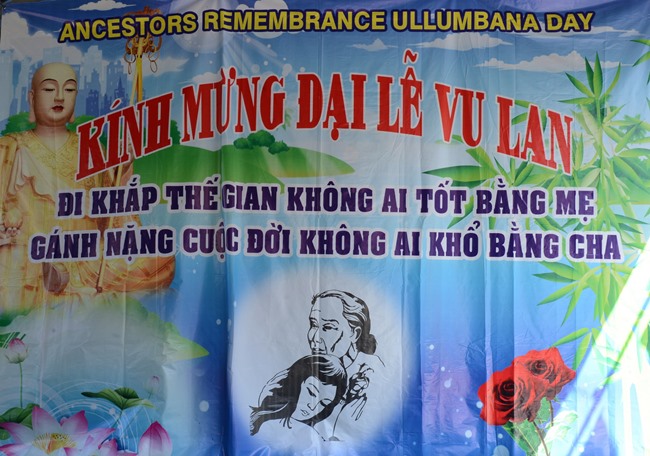 ANCESTORS REMEMBRANCE ULLUMBANA DAY
KÍNH MỪNG ĐẠI LỄ VU LAN
ĐI KHẮP THẾ GIAN KHÔNG AI TỐT BẰNG MẸ
GÁNH NẶNG CUỘC ĐỜI KHÔNG AI KHỔ BẰNG CHA